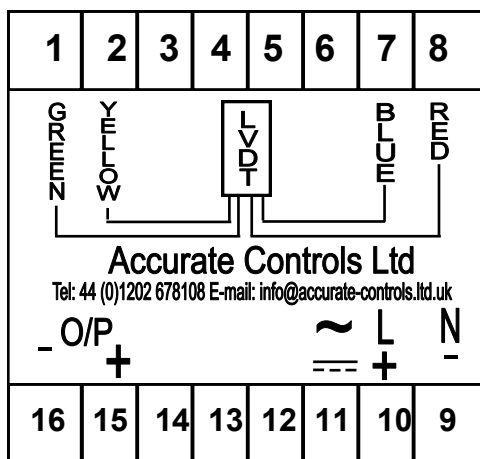 1 2 3 4 5 6 7 8
GREEN YELLOW LVDT BLUE RED
Accurate Controls Ltd
Tel: 44 (0)1202 678108 E-mail: info@accurate-controls.ltd.uk
- O/P + ~ L N
⎓ + -
16 15 14 13 12 11 10 9